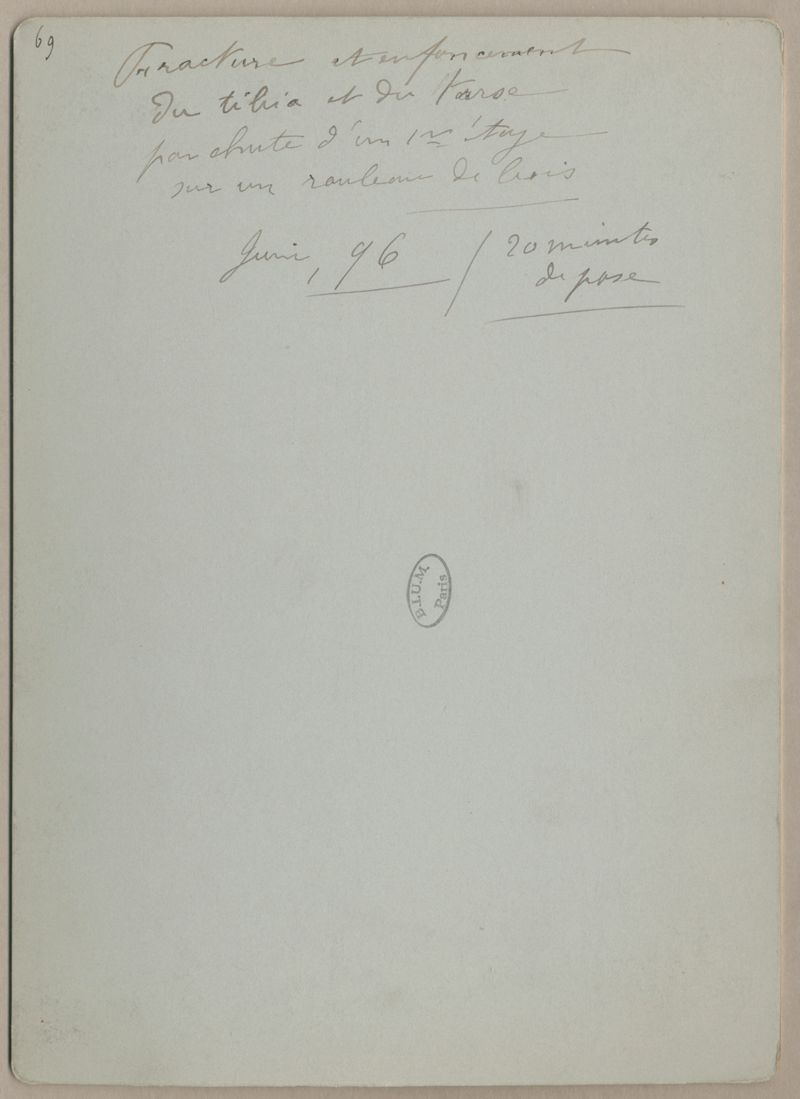 69
Fracture et enfoncement
du tibia et du tarse
par chute d'un 1er étage
sur un rouleau de bois
Juin, 96 / 20 minutes
de pose
B.I.U.M.
Paris